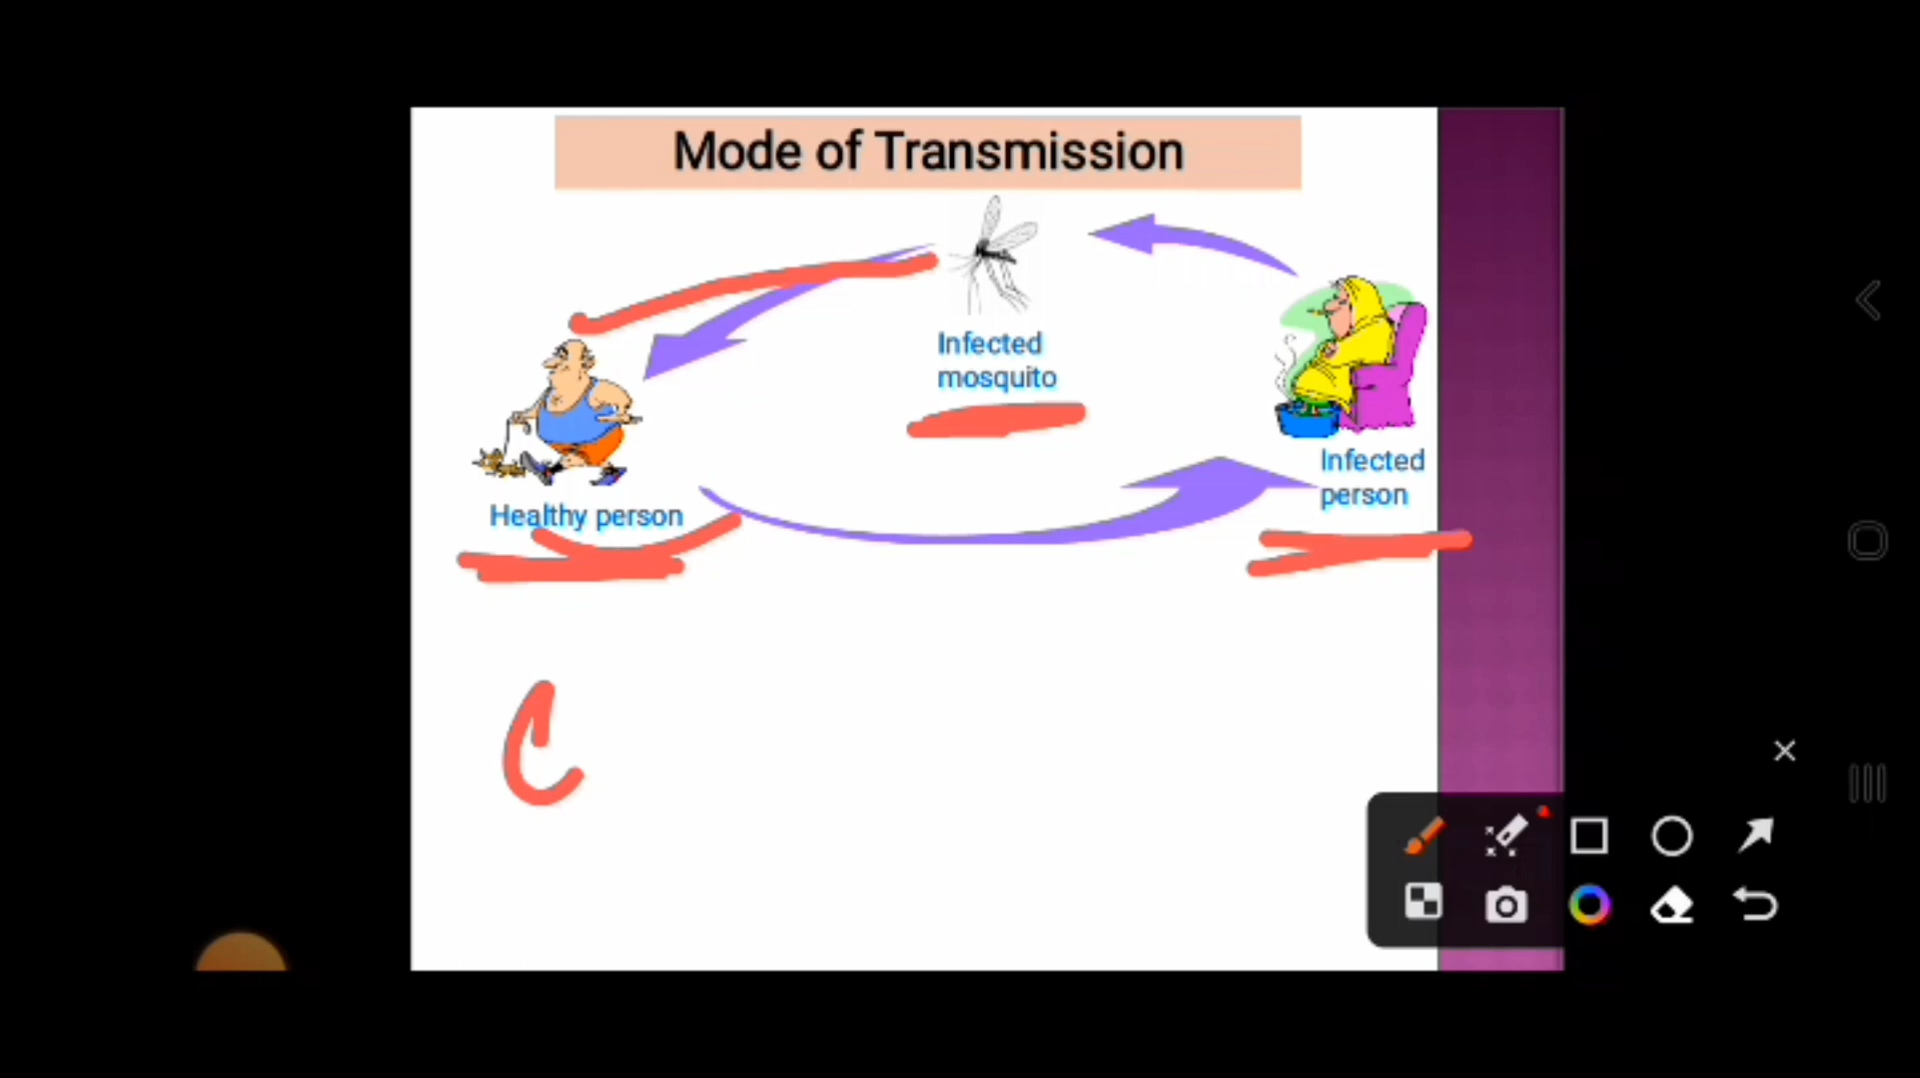 Mode of Transmission
Infected
mosquito
Infected
person
Healthy person